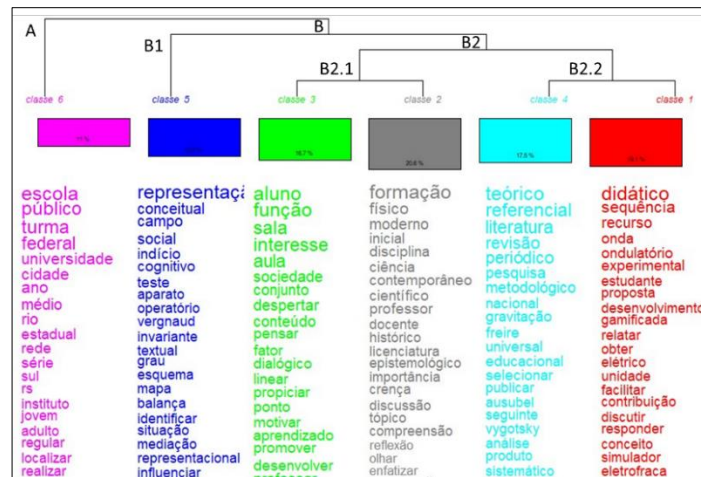 A
B
B1
B2
B2.1
B2.2
classe 6
classe 5
classe 3
classe 2
classe 4
classe 1
16,7 %
20,6 %
17,5 %
escola
público
turma
federal
universidade
cidade
ano
médio
rio
estadual
rede
série
sul
rs
instituto
jovem
adulto
regular
localizar
realizar
representaçã
conceitual
campo
social
indício
cognitivo
teste
aparato
operatório
vergnaud
invariante
textual
grau
esquema
mapa
balança
identificar
situação
mediação
representacional
influenciar
aluno
função
sala
interesse
aula
sociedade
conjunto
despertar
conteúdo
pensar
fator
dialógico
linear
propiciar
ponto
motivar
aprendizado
promover
desenvolver
formação
físico
moderno
inicial
disciplina
ciência
contemporâneo
científico
professor
docente
histórico
licenciatura
epistemológico
importância
crença
discussão
tópico
compreensão
reflexão
olhar
enfatizar
teórico
referencial
literatura
revisão
periódico
pesquisa
metodológico
nacional
gravitação
freire
universal
educacional
selecionar
publicar
ausubel
seguinte
vygotsky
análise
produto
sistemático
didático
sequência
recurso
onda
ondulatório
experimental
estudante
proposta
desenvolvimento
gamificada
relatar
obter
elétrico
unidade
facilitar
contribuição
discutir
responder
conceito
simulador
eletrofraca